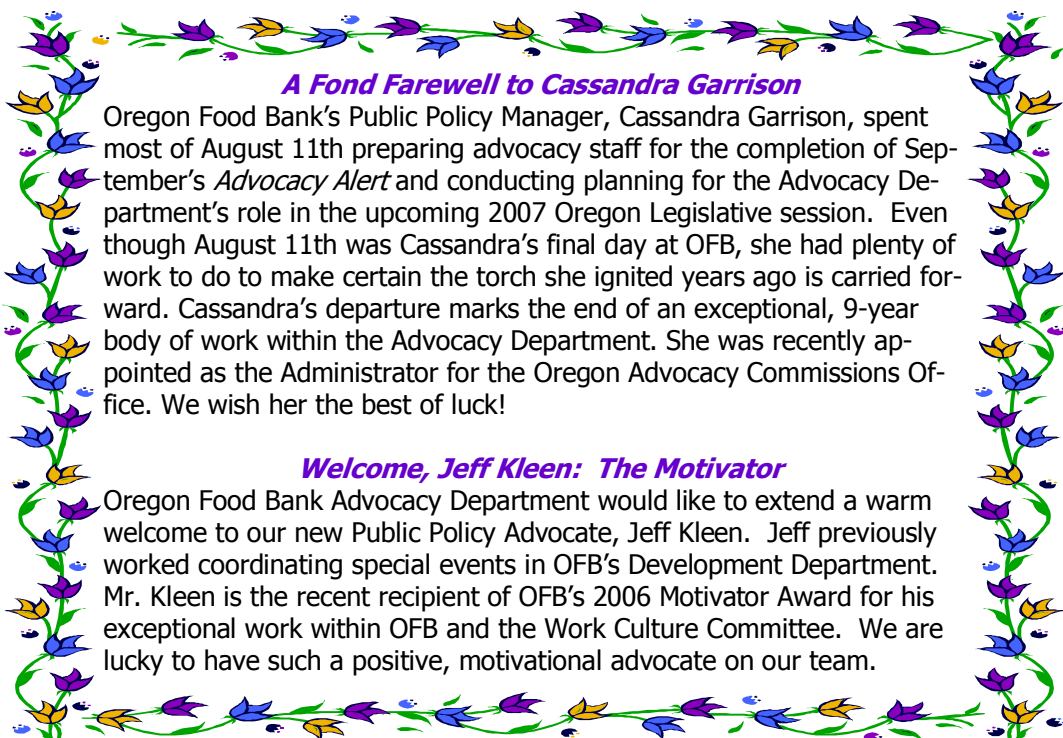 A Fond Farewell to Cassandra Garrison
Oregon Food Bank’s Public Policy Manager, Cassandra Garrison, spent
most of August 11th preparing advocacy staff for the completion of Sep-
tember’s Advocacy Alert and conducting planning for the Advocacy De-
partment’s role in the upcoming 2007 Oregon Legislative session.  Even
though August 11th was Cassandra’s final day at OFB, she had plenty of
work to do to make certain the torch she ignited years ago is carried for-
ward. Cassandra’s departure marks the end of an exceptional, 9-year
body of work within the Advocacy Department. She was recently ap-
pointed as the Administrator for the Oregon Advocacy Commissions Of-
fice. We wish her the best of luck!
Welcome, Jeff Kleen:  The Motivator
Oregon Food Bank Advocacy Department would like to extend a warm
welcome to our new Public Policy Advocate, Jeff Kleen.  Jeff previously
worked coordinating special events in OFB’s Development Department.
Mr. Kleen is the recent recipient of OFB’s 2006 Motivator Award for his
exceptional work within OFB and the Work Culture Committee.  We are
lucky to have such a positive, motivational advocate on our team.